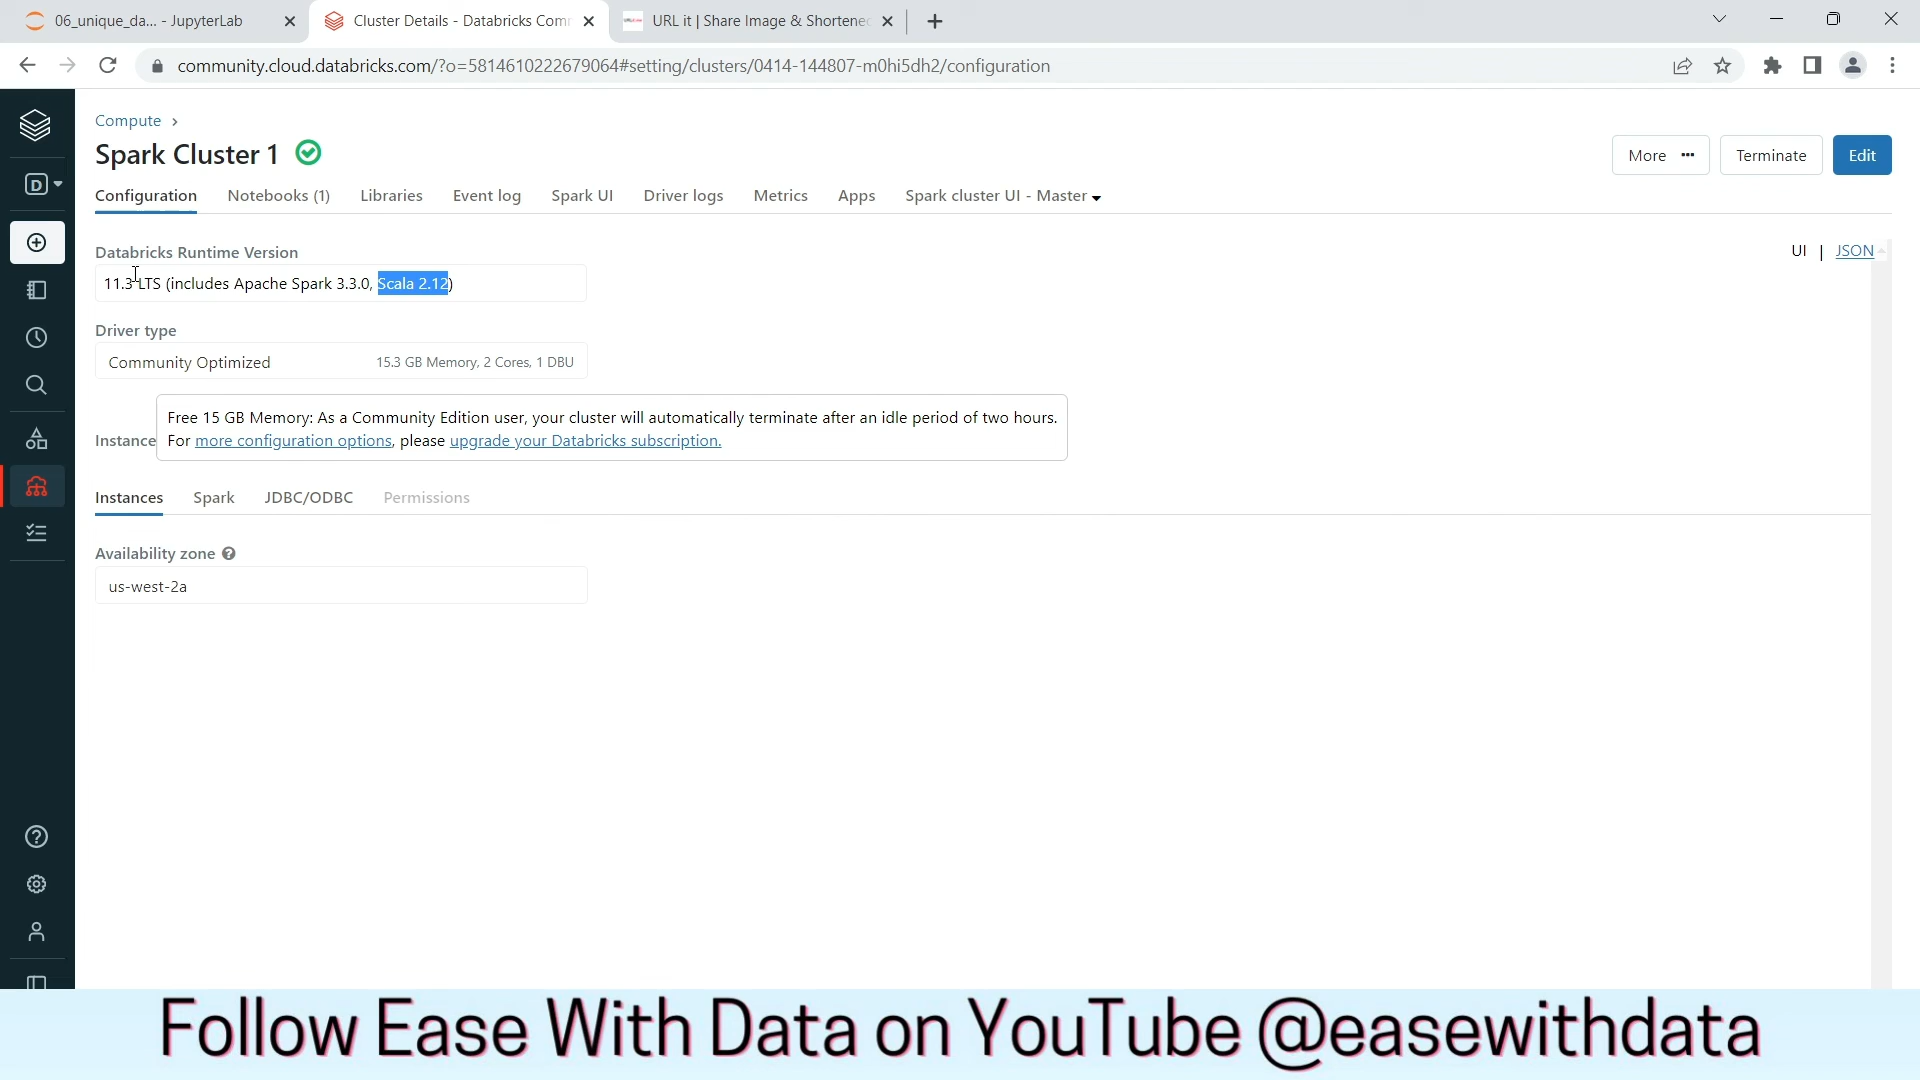 06_unique_da... - JupyterLab
Cluster Details - Databricks Com
URL it | Share Image & Shortene
community.cloud.databricks.com/?o=5814610222679064#setting/clusters/0414-144807-m0hi5dh2/configuration
Compute >
Spark Cluster 1
More ...
Terminate
Edit
D
Configuration
Notebooks (1)
Libraries
Event log
Spark UI
Driver logs
Metrics
Apps
Spark cluster UI - Master
Databricks Runtime Version
UI | JSON
11.3 LTS (includes Apache Spark 3.3.0, Scala 2.12)
Driver type
Community Optimized
15.3 GB Memory, 2 Cores, 1 DBU
Instance
Free 15 GB Memory: As a Community Edition user, your cluster will automatically terminate after an idle period of two hours.
For more configuration options, please upgrade your Databricks subscription.
Instances
Spark
JDBC/ODBC
Permissions
Availability zone
us-west-2a
Follow Ease With Data on YouTube @easewithdata